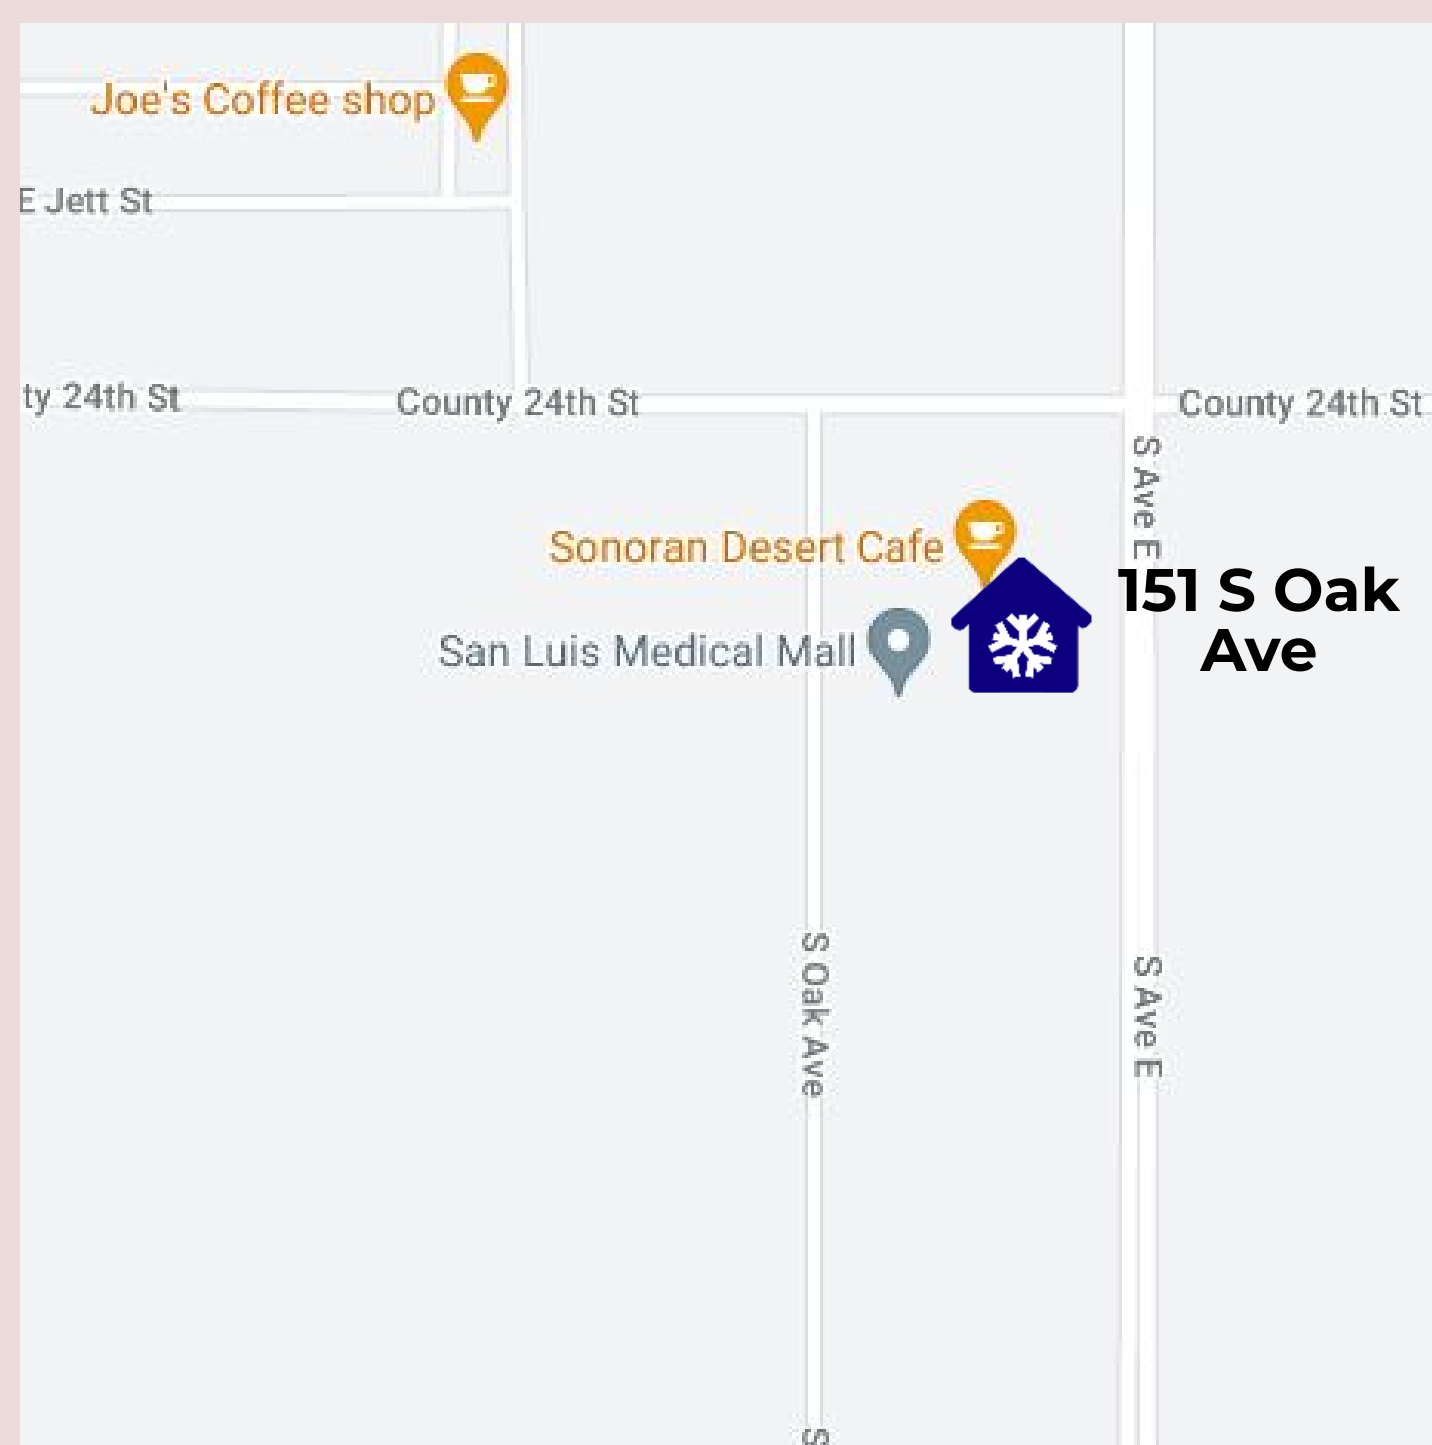 Joe's Coffee shop
E Jett St
ty 24th St
County 24th St
County 24th St
S Ave E
Sonoran Desert Cafe
151 S Oak
Ave
San Luis Medical Mall
S Oak Ave
S Ave E
S